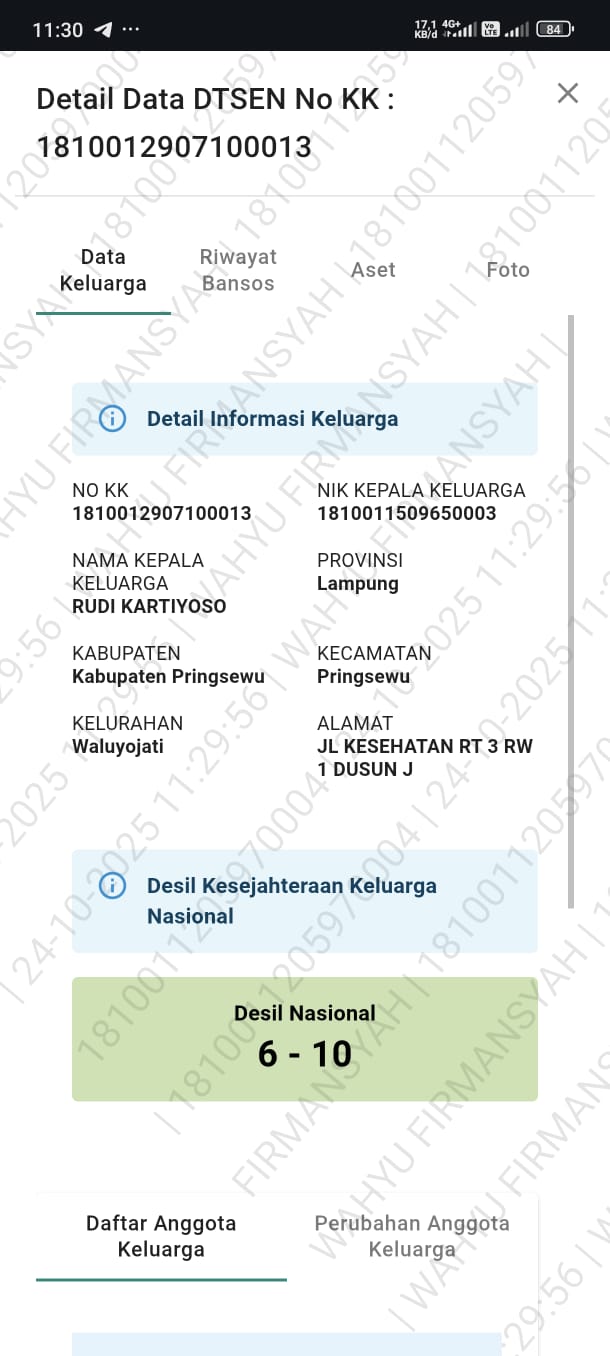 11:30
17,1 KB/d 4G+ Vo LTE 84
Detail Data DTSEN No KK :
1810012907100013
Data Keluarga
Riwayat Bansos
Aset
Foto
Detail Informasi Keluarga
NO KK
1810012907100013
NIK KEPALA KELUARGA
1810011509650003
NAMA KEPALA
KELUARGA
RUDI KARTIYOSO
PROVINSI
Lampung
KABUPATEN
Kabupaten Pringsewu
KECAMATAN
Pringsewu
KELURAHAN
Waluyojati
ALAMAT
JL KESEHATAN RT 3 RW
1 DUSUN J
Desil Kesejahteraan Keluarga
Nasional
Desil Nasional
6 - 10
Daftar Anggota
Keluarga
Perubahan Anggota
Keluarga
1810011205970004 | 24-10-2025 11:29:56 | WAHYU FIRMANSYAH |